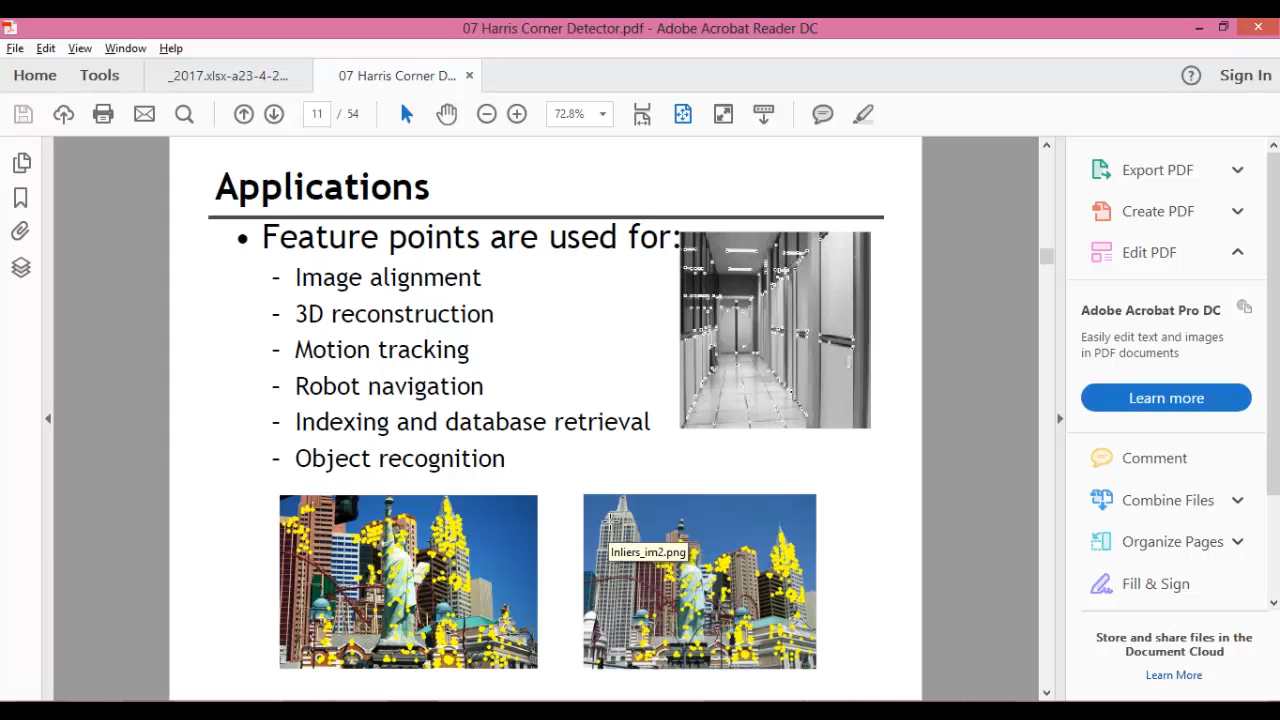 07 Harris Corner Detector.pdf - Adobe Acrobat Reader DC
File Edit View Window Help
Home Tools _2017.xlsx-a23-4-2... 07 Harris Corner D... × Sign In
11 / 54 72.8%
Applications
• Feature points are used for:
- Image alignment
- 3D reconstruction
- Motion tracking
- Robot navigation
- Indexing and database retrieval
- Object recognition
Inliers_im2.png
Export PDF
Create PDF
Edit PDF
Adobe Acrobat Pro DC
Easily edit text and images
in PDF documents
Learn more
Comment
Combine Files
Organize Pages
Fill & Sign
Store and share files in the
Document Cloud
Learn More